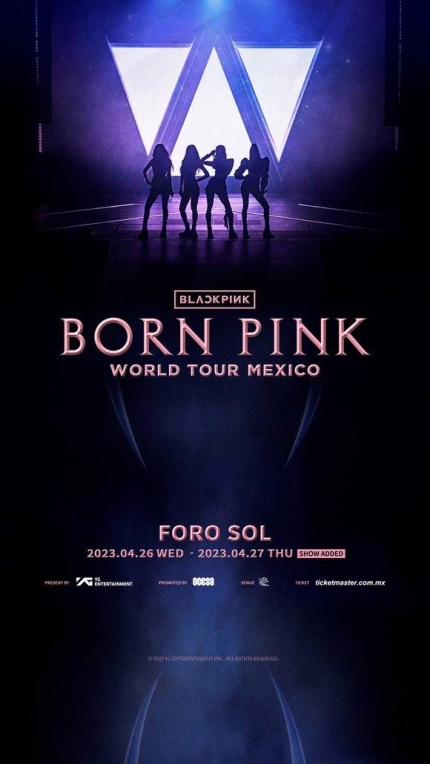 BLACKPINK
BORN PINK
WORLD TOUR MEXICO
FORO SOL
2023.04.26 WED - 2023.04.27 THU SHOW ADDED
PRESENT BY YG ENTERTAINMENT PROMOTED BY ocesa VENUE TICKET ticketmaster.com.mx
© 2023 YG ENTERTAINMENT INC. ALL RIGHTS RESERVED.